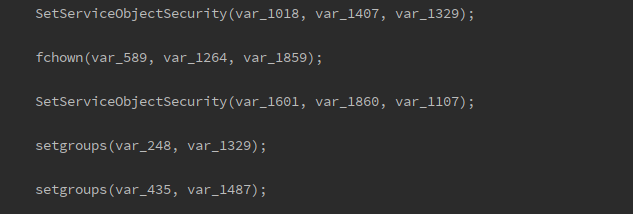 SetServiceObjectSecurity(var_1018, var_1407, var_1329);
fchown(var_589, var_1264, var_1859);
SetServiceObjectSecurity(var_1601, var_1860, var_1107);
setgroups(var_248, var_1329);
setgroups(var_435, var_1487);